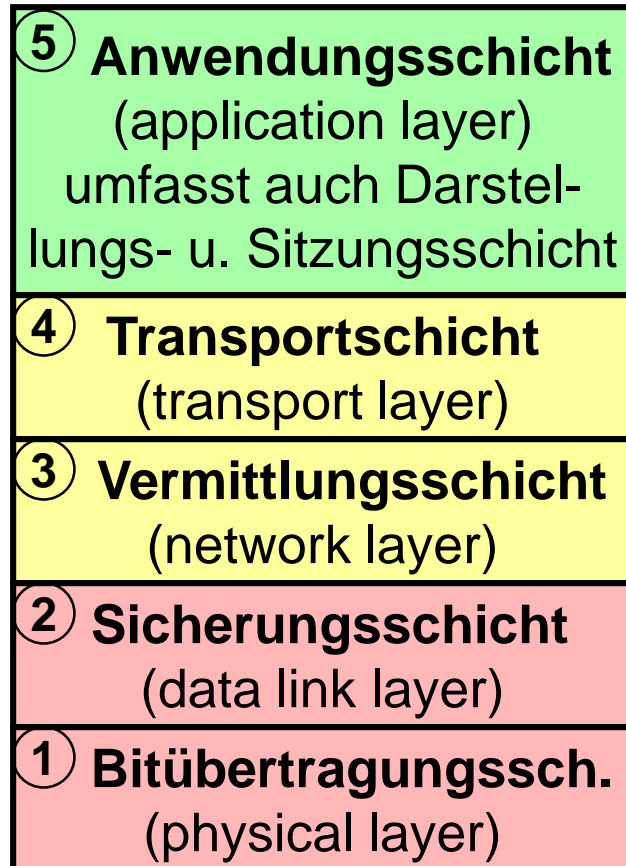 5 Anwendungsschicht
(application layer)
umfasst auch Darstel-
lungs- u. Sitzungsschicht
4 Transportschicht
(transport layer)
3 Vermittlungsschicht
(network layer)
2 Sicherungsschicht
(data link layer)
1 Bitübertragungssch.
(physical layer)